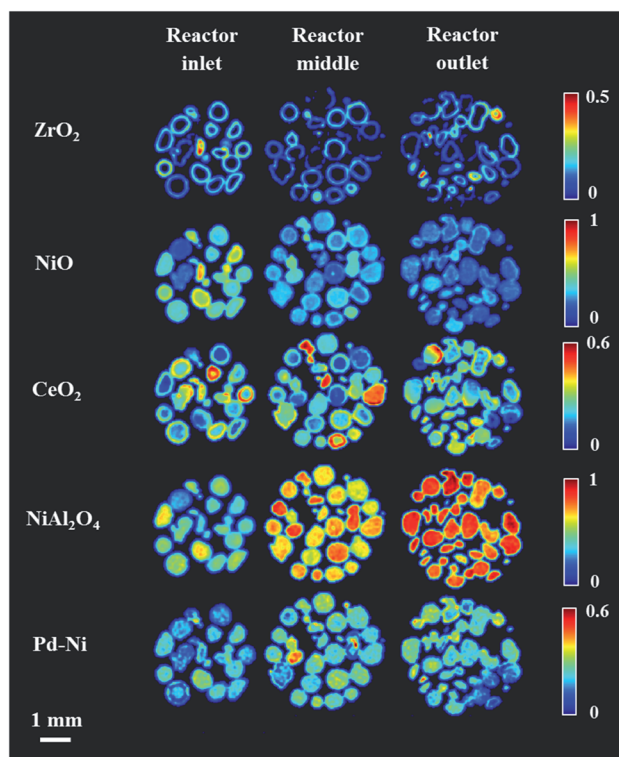 Reactor inlet
Reactor middle
Reactor outlet
ZrO₂
0.5
0
NiO
1
0
CeO₂
0.6
0
NiAl₂O₄
1
0
Pd-Ni
0.6
0
1 mm